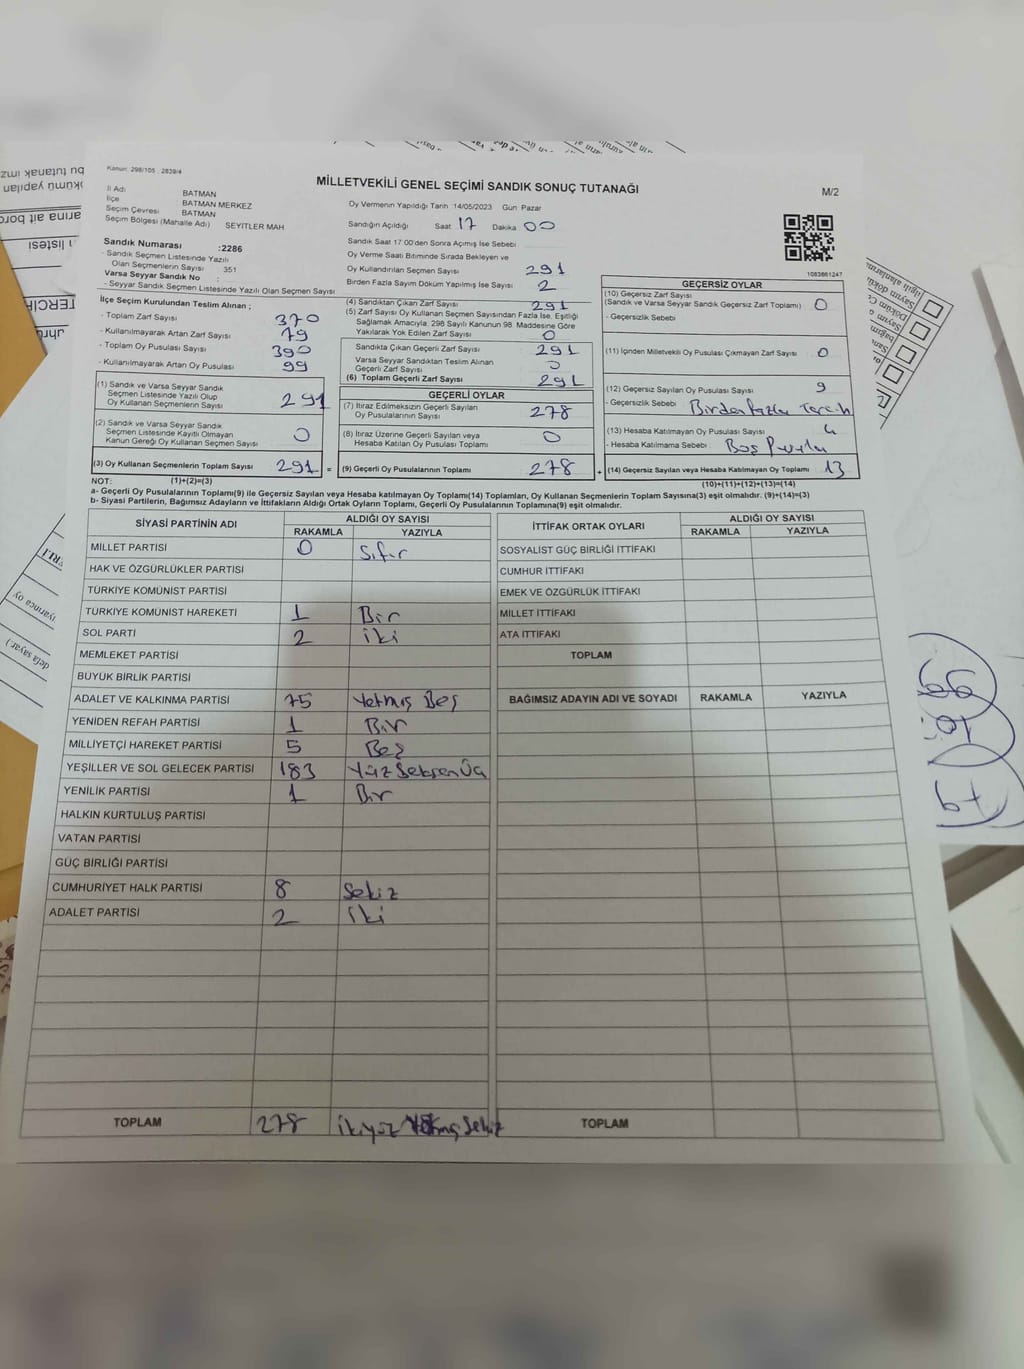 Kanun: 298/105 2839/4
MİLLETVEKİLİ GENEL SEÇİMİ SANDIK SONUÇ TUTANAĞI
M/2
İl Adı BATMAN
İlçe BATMAN MERKEZ
Seçim Çevresi BATMAN
Seçim Bölgesi (Mahalle Adı) SEYİTLER MAH
Sandık Numarası :2286
- Sandık Seçmen Listesinde Yazılı
Olan Seçmenlerin Sayısı : 351
Varsa Seyyar Sandık No :
- Seyyar Sandık Seçmen Listesinde Yazılı Olan Seçmen Sayısı
Oy Vermenin Yapıldığı Tarih 14/05/2023 Gün Pazar
Sandığın Açıldığı Saat 17 Dakika 00
Sandık Saat 17:00'den Sonra Açımış İse Sebebi
Oy Verme Saati Bitiminde Sırada Bekleyen ve
Oy Kullandırılan Seçmen Sayısı 291
Birden Fazla Sayım Döküm Yapılmış İse Sayısı 2
1083861247
İlçe Seçim Kurulundan Teslim Alınan ;
- Toplam Zarf Sayısı 370
- Kullanılmayarak Artan Zarf Sayısı 79
- Toplam Oy Pusulası Sayısı 390
- Kullanılmayarak Artan Oy Pusulası 99
(1) Sandık ve Varsa Seyyar Sandık
Seçmen Listesinde Yazılı Olup
Oy Kullanan Seçmenlerin Sayısı 291
(2) Sandık ve Varsa Seyyar Sandık
Seçmen Listesinde Kayıtlı Olmayan
Kanun Gereği Oy Kullanan Seçmen Sayısı 0
(3) Oy Kullanan Seçmenlerin Toplam Sayısı 291 =
(4) Sandıktan Çıkan Zarf Sayısı 291
(5) Zarf Sayısı Oy Kullanan Seçmen Sayısından Fazla İse, Eşitliği
Sağlamak Amacıyla; 298 Sayılı Kanunun 98. Maddesine Göre
Yakılarak Yok Edilen Zarf Sayısı 0
Sandıkta Çıkan Geçerli Zarf Sayısı 291
Varsa Seyyar Sandıktan Teslim Alınan
Geçerli Zarf Sayısı 0
(6) Toplam Geçerli Zarf Sayısı 291
GEÇERLİ OYLAR
(7) İtiraz Edilmeksizin Geçerli Sayılan
Oy Pusulalarının Sayısı 278
(8) İtiraz Üzerine Geçerli Sayılan veya
Hesaba Katılan Oy Pusulası Toplamı 0
(9) Geçerli Oy Pusulalarının Toplamı 278 +
GEÇERSİZ OYLAR
(10) Geçersiz Zarf Sayısı
(Sandık ve Varsa Seyyar Sandık Geçersiz Zarf Toplamı) 0
- Geçersizlik Sebebi
(11) İçinden Milletvekili Oy Pusulası Çıkmayan Zarf Sayısı 0
(12) Geçersiz Sayılan Oy Pusulası Sayısı 9
- Geçersizlik Sebebi Birden fazla Tercih
(13) Hesaba Katılmayan Oy Pusulası Sayısı 4
- Hesaba Katılmama Sebebi : Boş Pusula
(14) Geçersiz Sayılan veya Hesaba Katılmayan Oy Toplamı 13
NOT: (1)+(2)=(3)
(10)+(11)+(12)+(13)=(14)
a- Geçerli Oy Pusulalarının Toplamı(9) ile Geçersiz Sayılan veya Hesaba katılmayan Oy Toplamı(14) Toplamları, Oy Kullanan Seçmenlerin Toplam Sayısına(3) eşit olmalıdır. (9)+(14)=(3)
b- Siyasi Partilerin, Bağımsız Adayların ve İttifakların Aldığı Ortak Oyların Toplamı, Geçerli Oy Pusulalarının Toplamına(9) eşit olmalıdır.
SİYASİ PARTİNİN ADI ALDIĞI OY SAYISI
RAKAMLA YAZIYLA
MİLLET PARTİSİ 0 Sıfır
HAK VE ÖZGÜRLÜKLER PARTİSİ
TÜRKİYE KOMÜNİST PARTİSİ
TÜRKİYE KOMÜNİST HAREKETİ 1 Bir
SOL PARTİ 2 iki
MEMLEKET PARTİSİ
BÜYÜK BİRLİK PARTİSİ
ADALET VE KALKINMA PARTİSİ 75 Yetmiş Beş
YENİDEN REFAH PARTİSİ 1 Bir
MİLLİYETÇİ HAREKET PARTİSİ 5 Beş
YEŞİLLER VE SOL GELECEK PARTİSİ 183 Yüz Seksen Üç
YENİLİK PARTİSİ 1 Bir
HALKIN KURTULUŞ PARTİSİ
VATAN PARTİSİ
GÜÇ BİRLİĞİ PARTİSİ
CUMHURİYET HALK PARTİSİ 8 Sekiz
ADALET PARTİSİ 2 İki
TOPLAM 278 İkiyüz Yetmiş Sekiz
İTTİFAK ORTAK OYLARI ALDIĞI OY SAYISI
RAKAMLA YAZIYLA
SOSYALİST GÜÇ BİRLİĞİ İTTİFAKI
CUMHUR İTTİFAKI
EMEK VE ÖZGÜRLÜK İTTİFAKI
MİLLET İTTİFAKI
ATA İTTİFAKI
TOPLAM
BAĞIMSIZ ADAYIN ADI VE SOYADI RAKAMLA YAZIYLA
TOPLAM